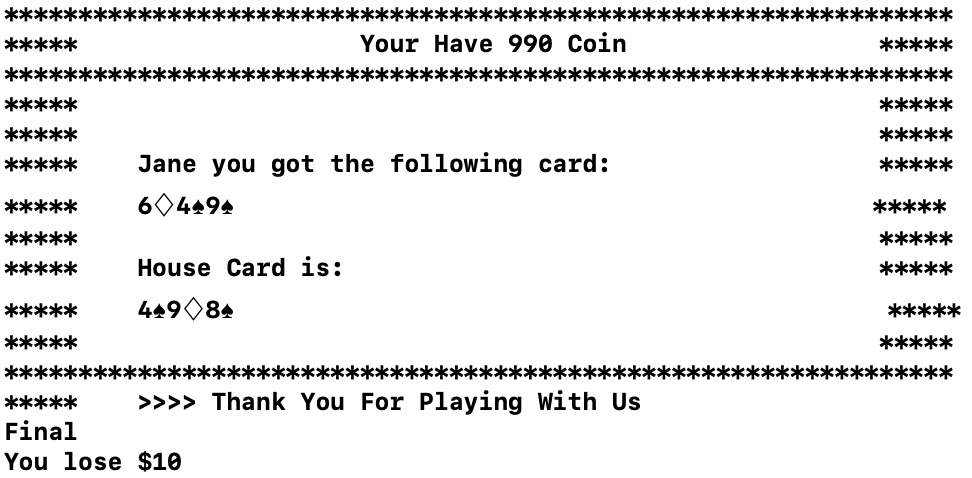 ****************************************************************
***** Your Have 990 Coin *****
****************************************************************
***** *****
***** *****
***** Jane you got the following card: *****
***** 6♢4♠9♠ *****
***** *****
***** House Card is: *****
***** 4♠9♢8♠ *****
***** *****
****************************************************************
***** >>>> Thank You For Playing With Us
Final
You lose $10